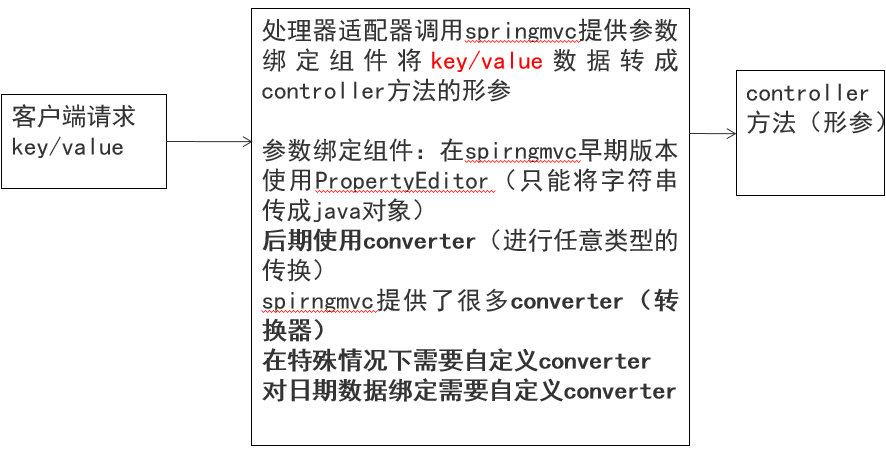 客户端请求
key/value
处理器适配器调用springmvc提供参数
绑定组件将key/value数据转成
controller方法的形参
参数绑定组件：在spirngmvc早期版本
使用PropertyEditor（只能将字符串
传成java对象）
后期使用converter（进行任意类型的
传换）
spirngmvc提供了很多converter（转
换器）
在特殊情况下需要自定义converter
对日期数据绑定需要自定义converter
controller
方法（形参）